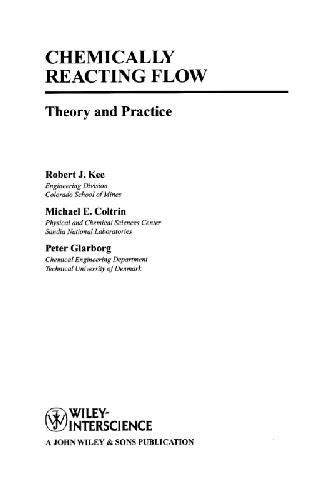 CHEMICALLY
REACTING FLOW
Theory and Practice
Robert J. Kee
Engineering Division
Colorado School of Mines
Michael E. Coltrin
Physical and Chemical Sciences Center
Sandia National Laboratories
Peter Glarborg
Chemical Engineering Department
Technical University of Denmark
WILEY-
INTERSCIENCE
A JOHN WILEY & SONS PUBLICATION